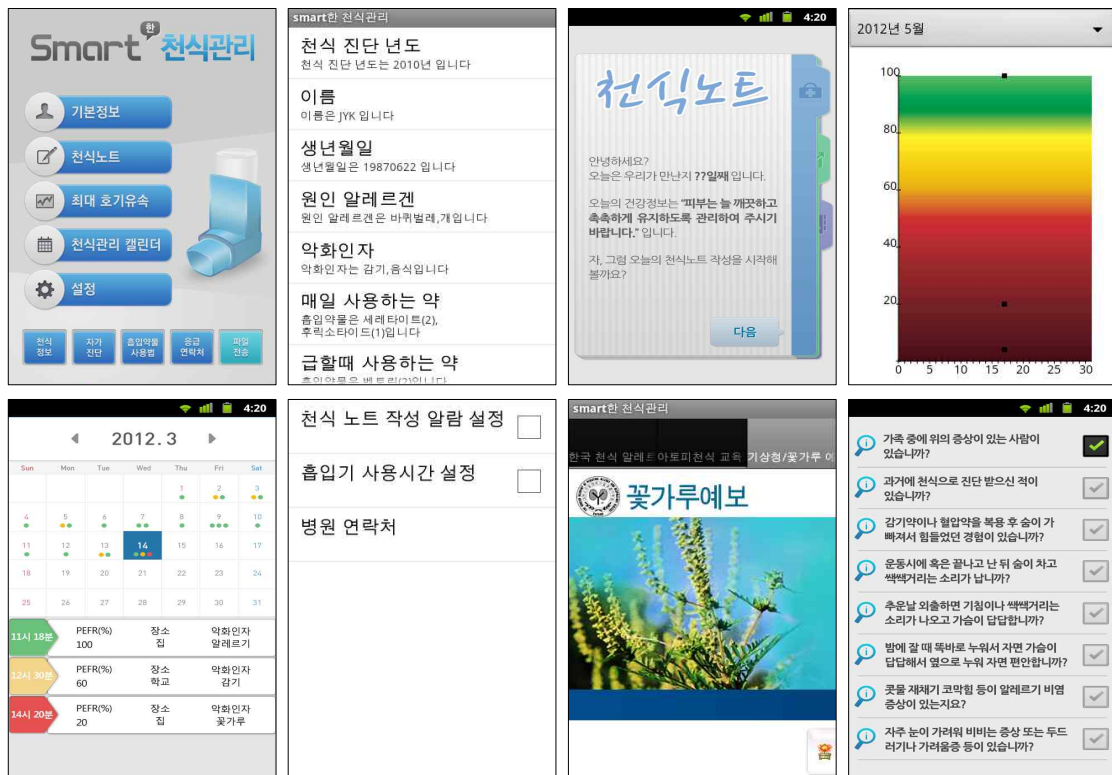 Smart한 천식관리
기본정보
천식노트
최대 호기유속
천식관리 캘린더
설정
천식
정보
자가
진단
흡입약물
사용법
응급
연락처
파일
전송
smart한 천식관리
천식 진단 년도
천식 진단 년도는 2010년 입니다
이름
이름은 JYK 입니다
생년월일
생년월일은 19870622 입니다
원인 알레르겐
원인 알레르겐은 바퀴벌레,개입니다
악화인자
악화인자는 감기,음식입니다
매일 사용하는 약
흡입약물은 세레타이트(2),
후릭소타이드(1)입니다
급할때 사용하는 약
흡입약물은 벤토린(2)입니다
4:20
천식노트
안녕하세요?
오늘은 우리가 만난지 ??일째 입니다.
오늘의 건강정보는 "피부는 늘 깨끗하고
촉촉하게 유지하도록 관리하여 주시기
바랍니다." 입니다.
자, 그럼 오늘의 천식노트 작성을 시작해
볼까요?
다음
2012년 5월
100
80
60
40
20
0 5 10 15 20 25 30
4:20
2012.3
Sun Mon Tue Wed Thu Fri Sat
1 2 3
4 5 6 7 8 9 10
11 12 13 14 15 16 17
18 19 20 21 22 23 24
25 26 27 28 29 30 31
11시 18분 PEFR(%) 장소 악화인자
100 집 알레르기
12시 30분 PEFR(%) 장소 악화인자
60 학교 감기
14시 20분 PEFR(%) 장소 악화인자
20 집 꽃가루
천식 노트 작성 알람 설정
흡입기 사용시간 설정
병원 연락처
smart한 천식관리
한국 천식 알레르 아토피천식 교육 기상청/꽃가루 예
꽃가루예보
4:20
가족 중에 위의 증상이 있는 사람이
있습니까?
과거에 천식으로 진단 받으신 적이
있습니까?
감기약이나 혈압약을 복용 후 숨이 가
빠져서 힘들었던 경험이 있습니까?
운동시에 혹은 끝나고 난 뒤 숨이 차고
쌕쌕거리는 소리가 납니까?
추운날 외출하면 기침이나 쌕쌕거리는
소리가 나오고 가슴이 답답합니까?
밤에 잘 때 똑바로 누워서 자면 가슴이
답답해서 옆으로 누워 자면 편안합니까?
콧물 재채기 코막힘 등이 알레르기 비염
증상이 있는지요?
자주 눈이 가려워 비비는 증상 또는 두드
러기나 가려움증 등이 있습니까?